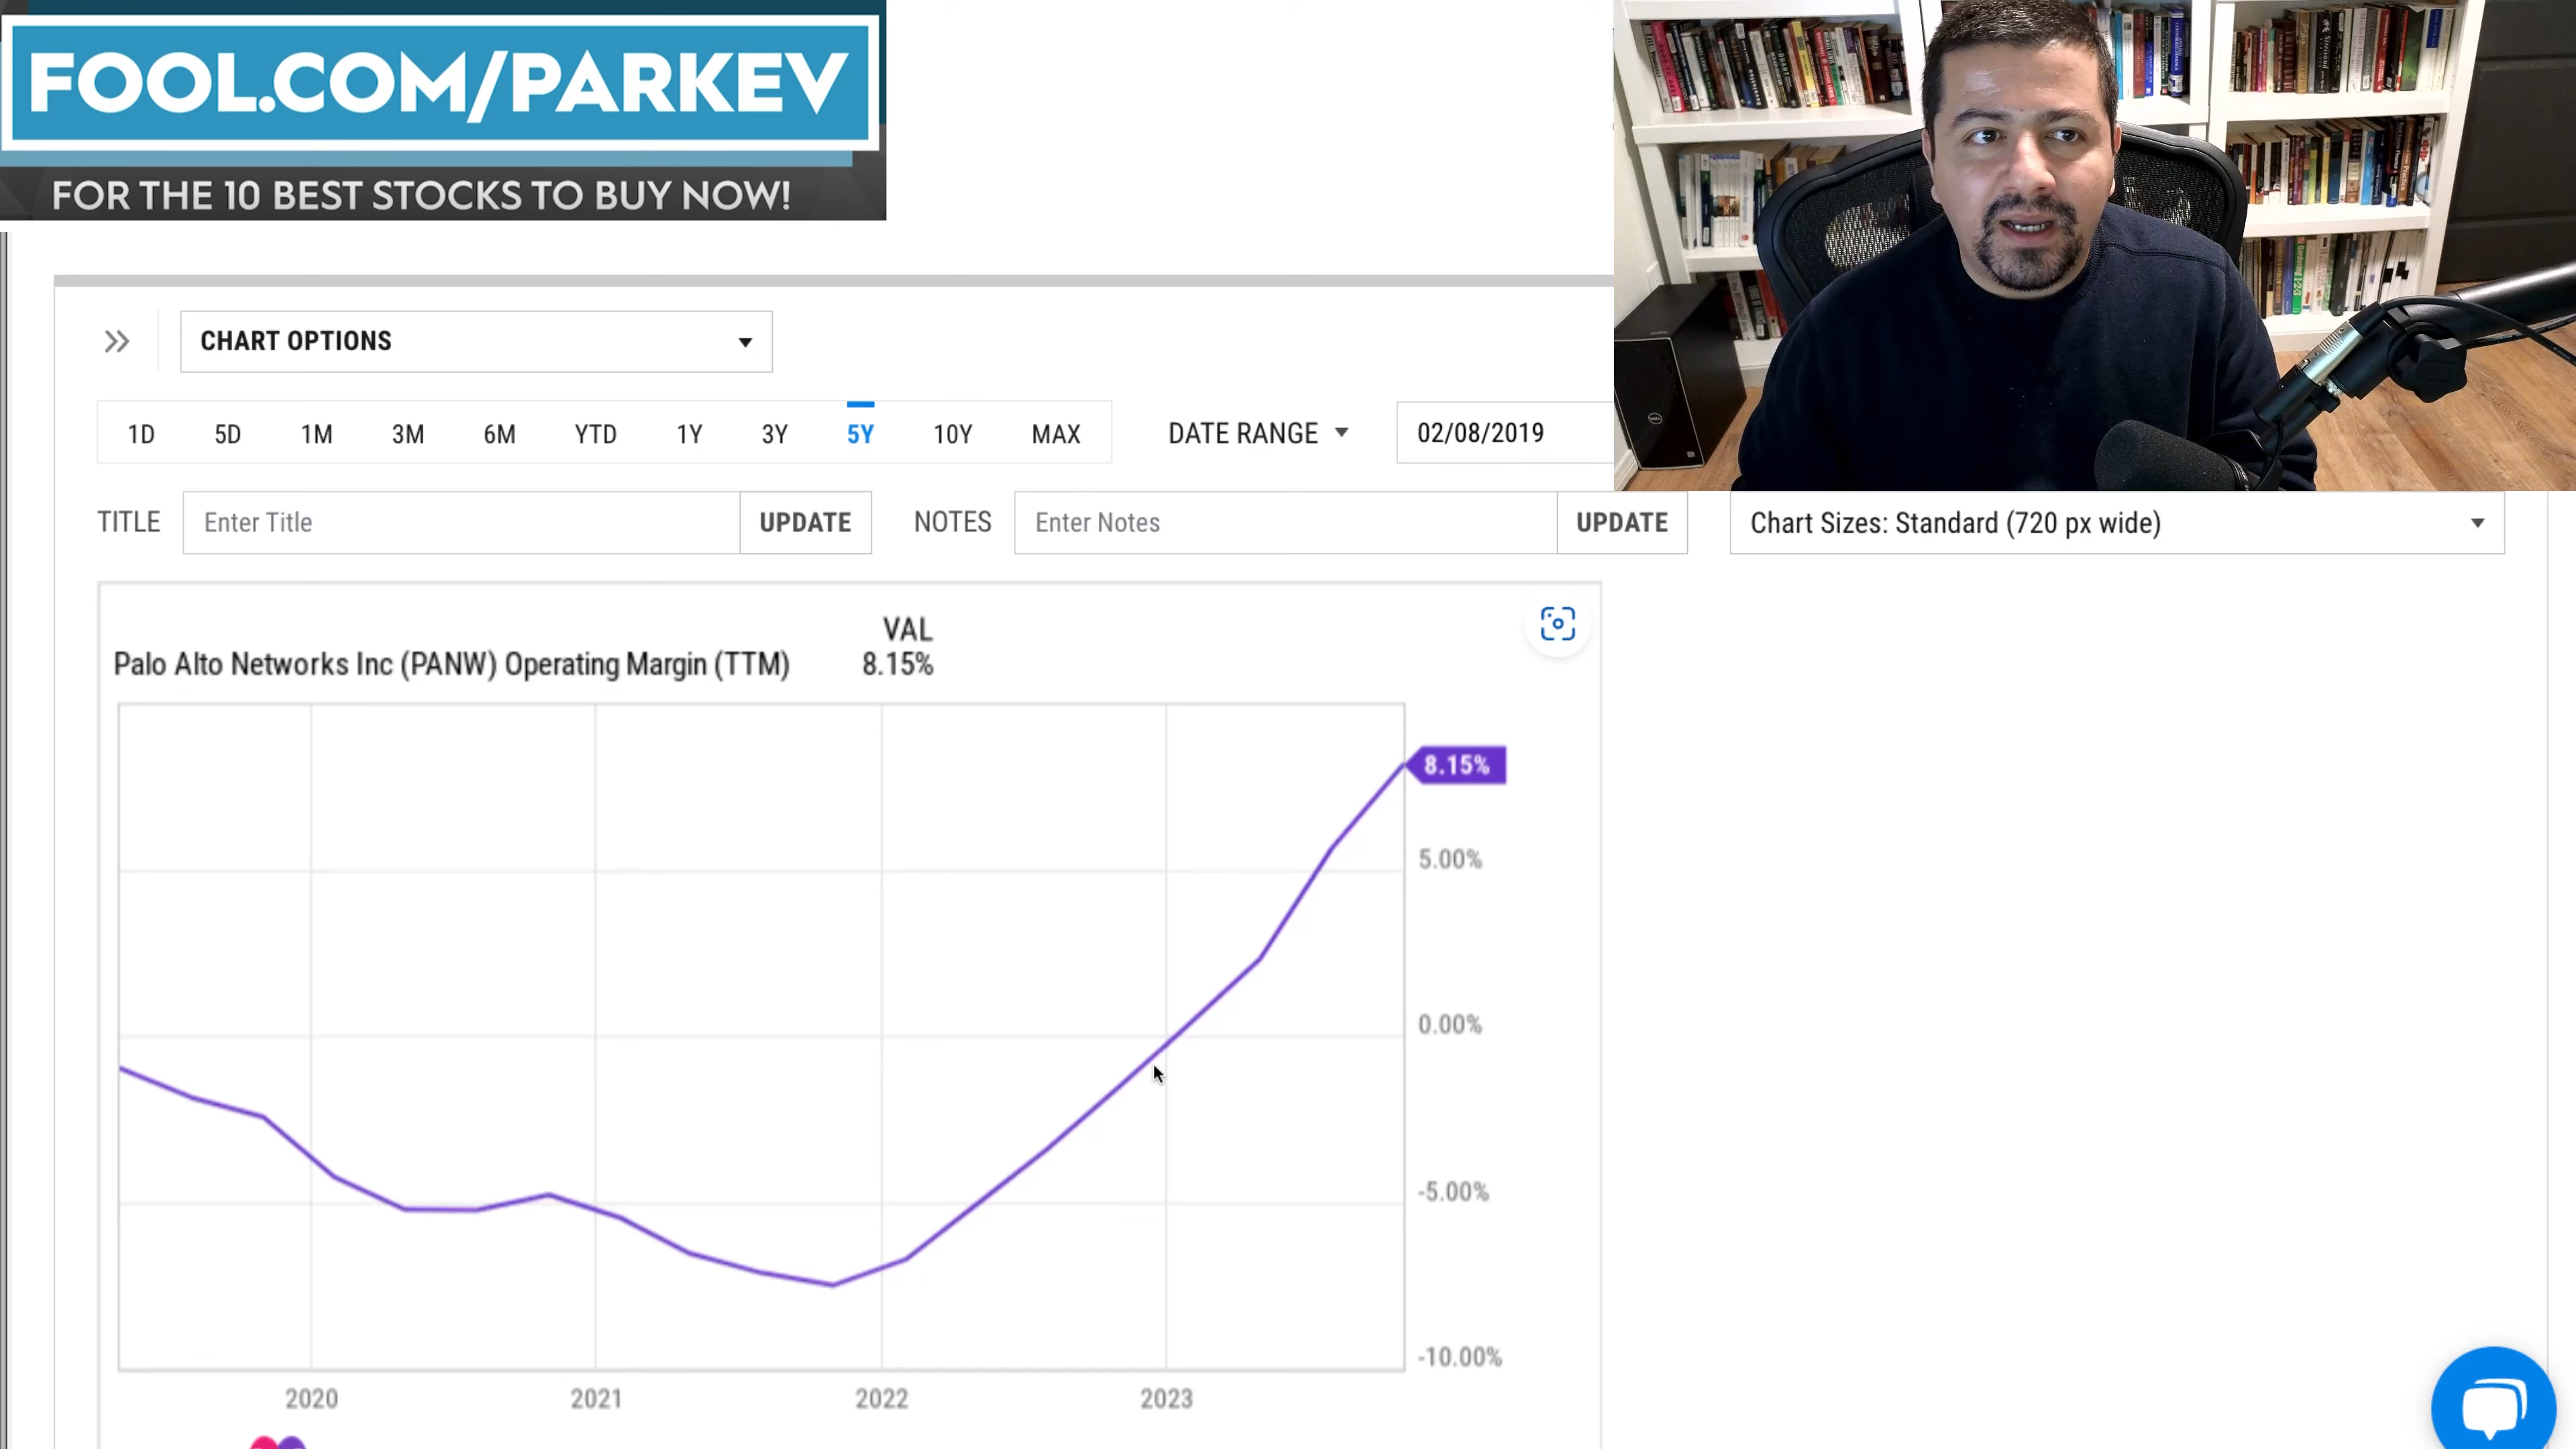 FOOL.COM/PARKEV
FOR THE 10 BEST STOCKS TO BUY NOW!
CHART OPTIONS
1D 5D 1M 3M 6M YTD 1Y 3Y 5Y 10Y MAX DATE RANGE 02/08/2019
TITLE Enter Title UPDATE NOTES Enter Notes UPDATE Chart Sizes: Standard (720 px wide)
VAL
Palo Alto Networks Inc (PANW) Operating Margin (TTM) 8.15%
8.15%
5.00%
0.00%
-5.00%
-10.00%
2020 2021 2022 2023